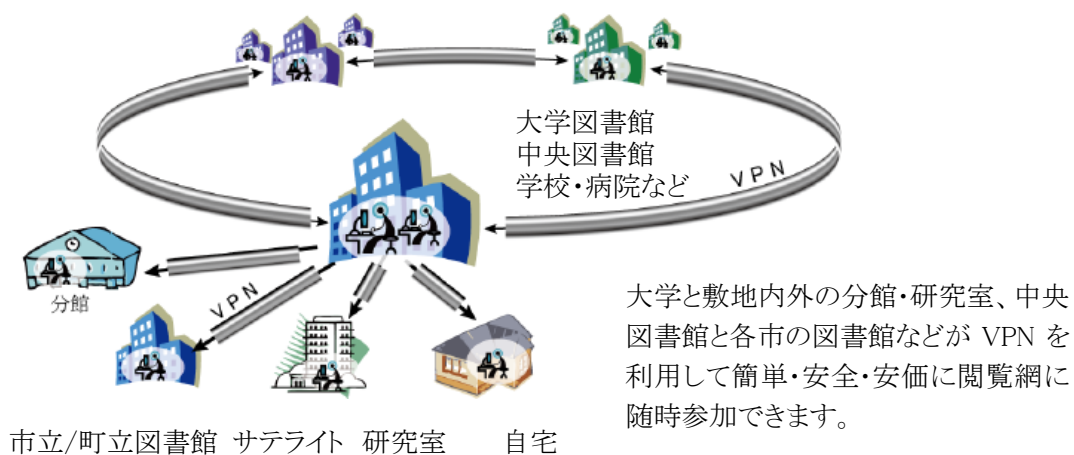 大学図書館
中央図書館
学校・病院など
VPN
分館
VPN
大学と敷地内外の分館・研究室、中央
図書館と各市の図書館などが VPN を
利用して簡単・安全・安価に閲覧網に
随時参加できます。
市立/町立図書館 サテライト 研究室 自宅